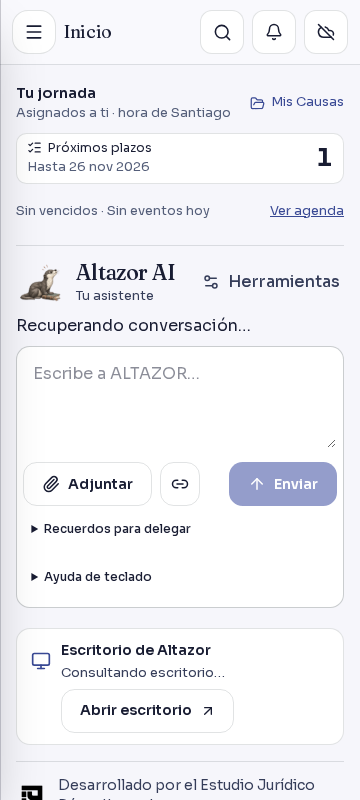 Inicio
Tu jornada
Asignados a ti · hora de Santiago
Mis Causas
Próximos plazos
Hasta 26 nov 2026
1
Sin vencidos · Sin eventos hoy
Ver agenda
Altazor AI
Tu asistente
Herramientas
Recuperando conversación…
Escribe a ALTAZOR…
Adjuntar
Enviar
Recuerdos para delegar
Ayuda de teclado
Escritorio de Altazor
Consultando escritorio…
Abrir escritorio
Desarrollado por el Estudio Jurídico